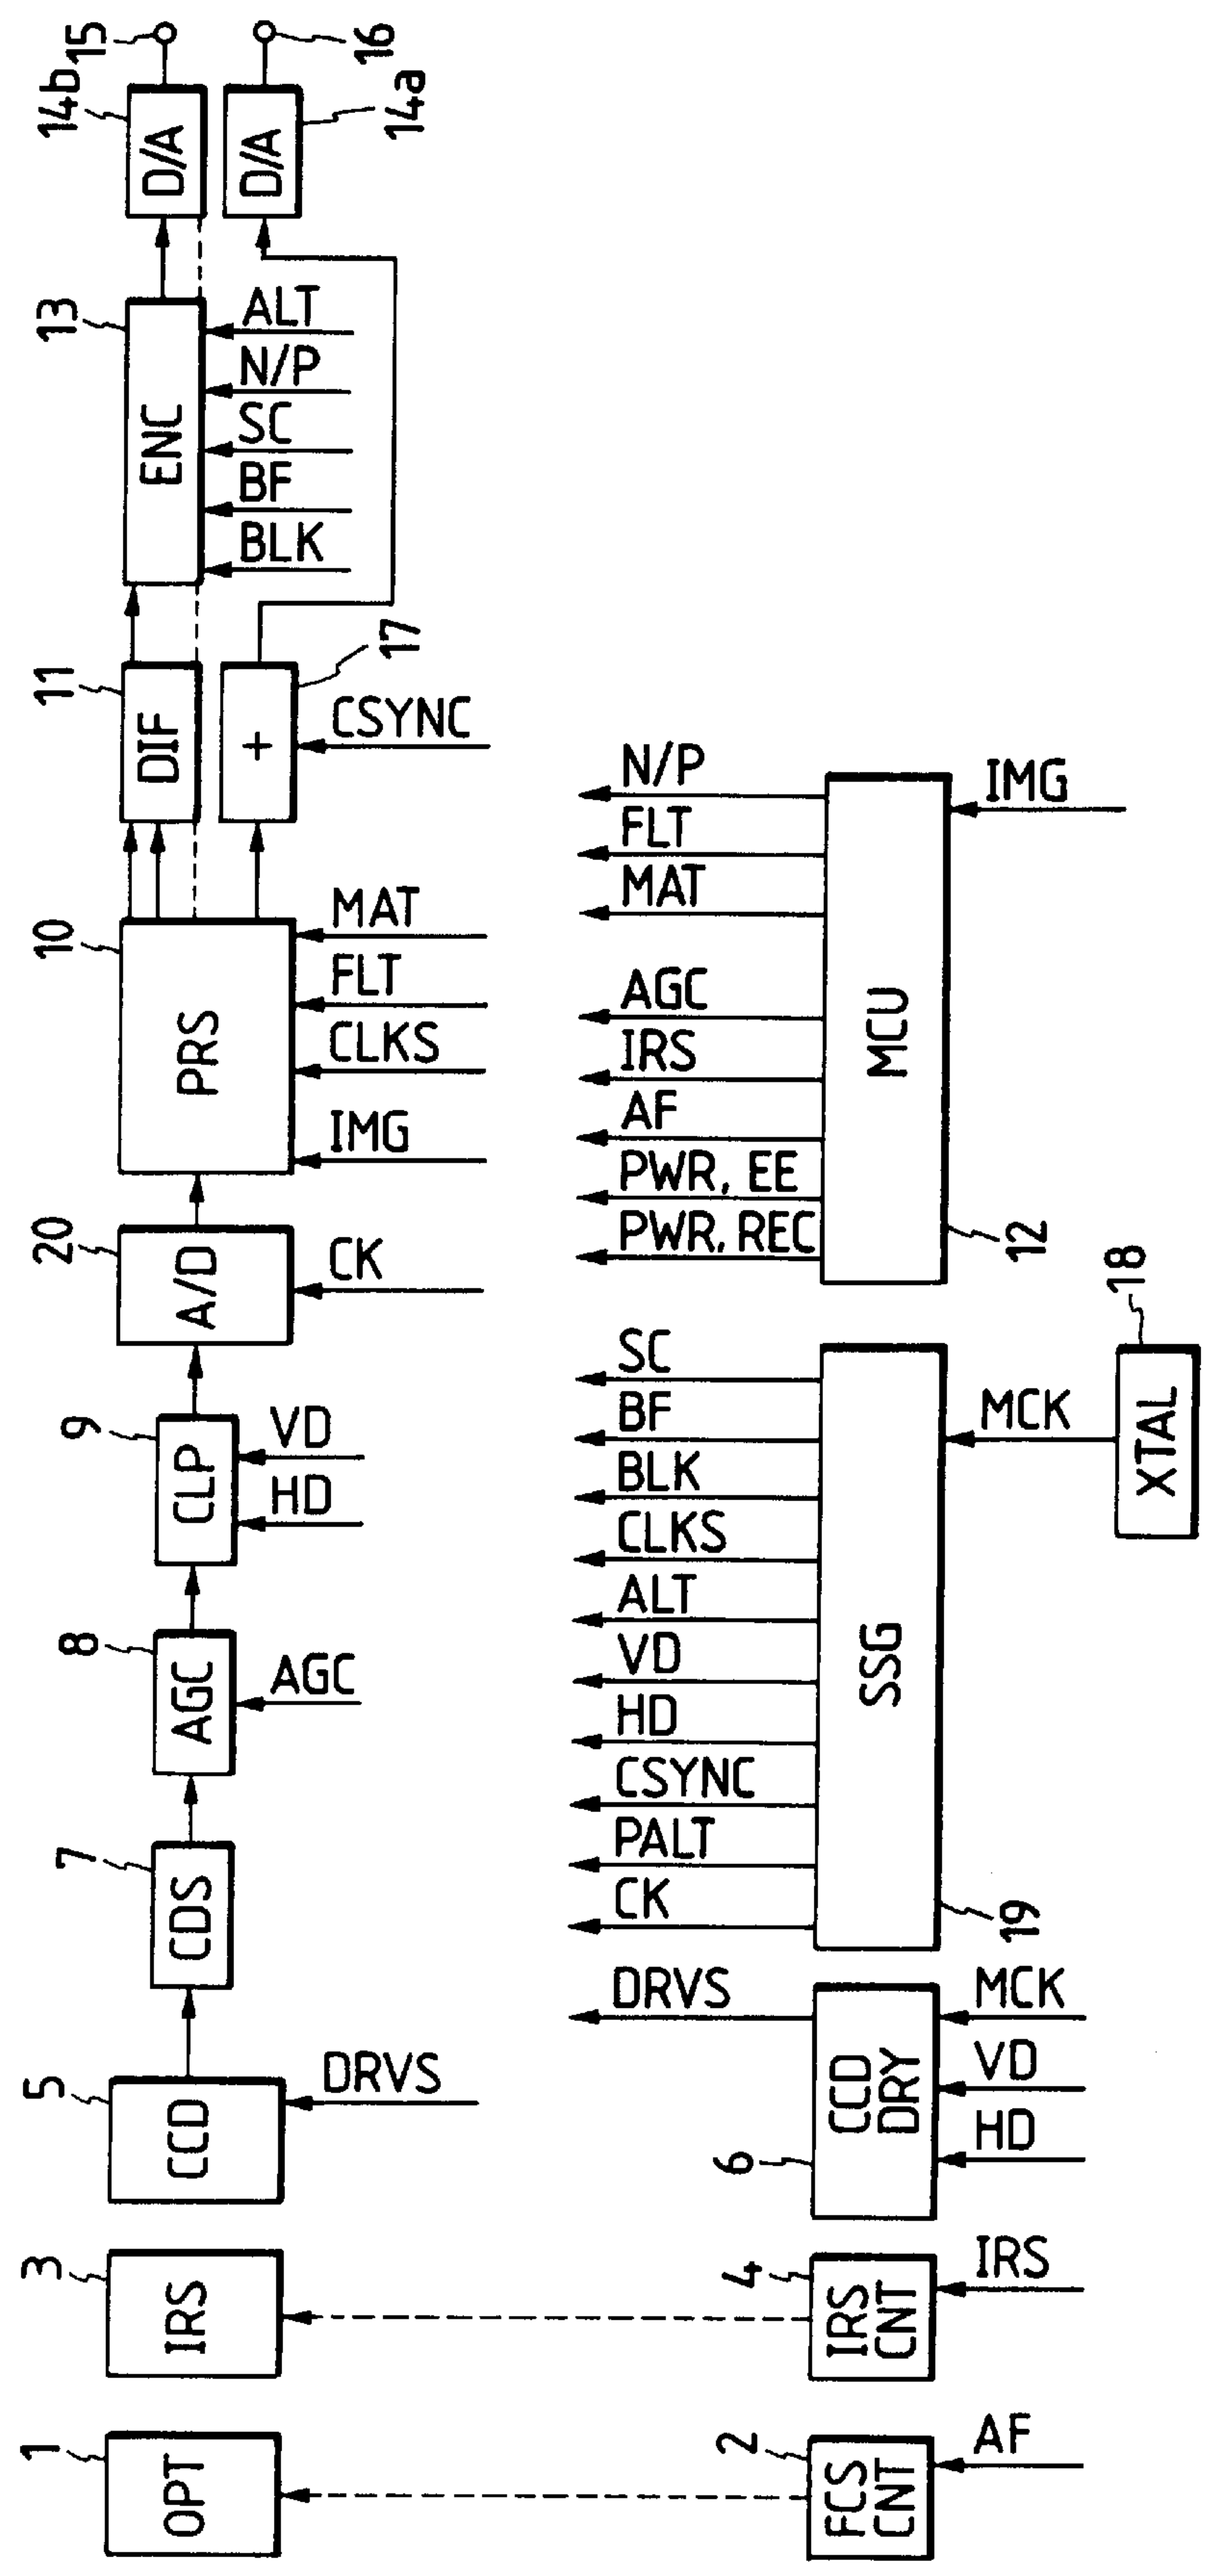 1
OPT
3
IRS
5
CCD
DRVS
7
CDS
8
AGC
AGC
9
CLP
HD
VD
20
A/D
CK
10
PRS
IMG
CLKS
FLT
MAT
11
DIF
+
17
CSYNC
13
ENC
BLK
BF
SC
N/P
ALT
14b
D/A
15
D/A
14a
16
2
FCS
CNT
AF
4
IRS
CNT
IRS
6
CCD
DRY
DRVS
HD
VD
MCK
CK
PALT
CSYNC
HD
VD
ALT
CLKS
BLK
BF
SC
SSG
19
MCK
XTAL
18
PWR, REC
PWR, EE
AF
IRS
AGC
MAT
FLT
N/P
MCU
12
IMG